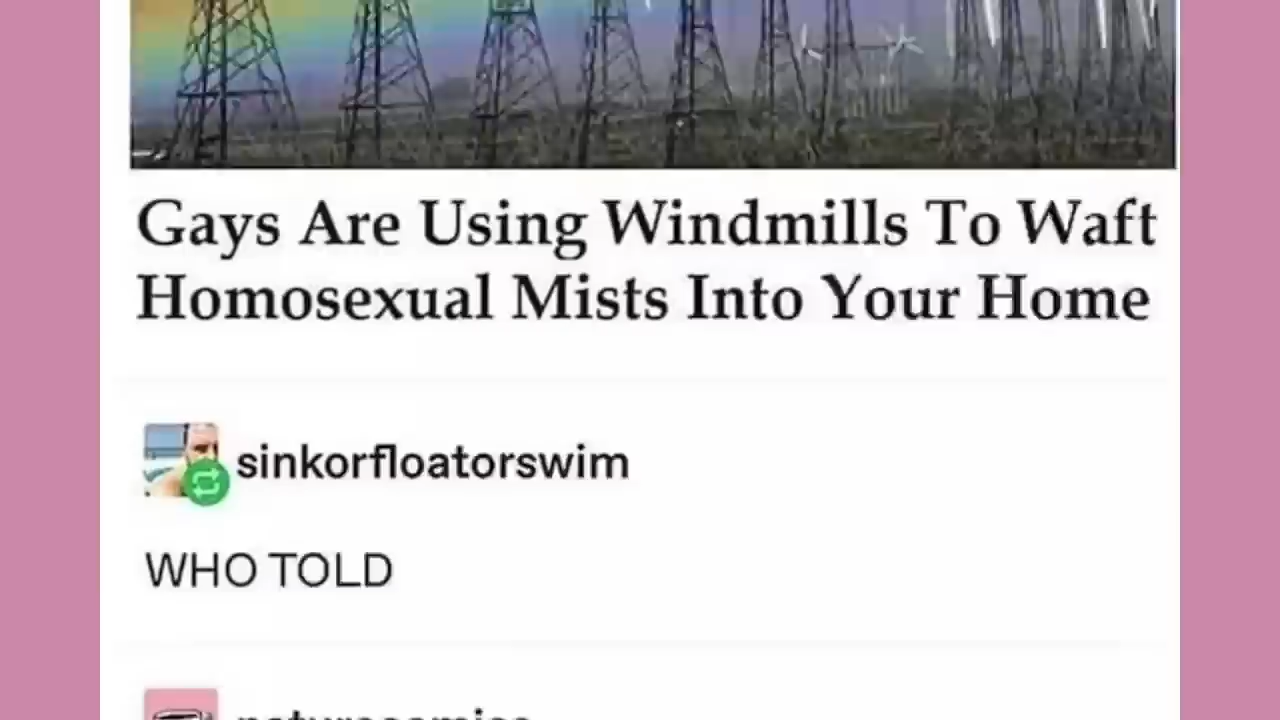 Gays Are Using Windmills To Waft
Homosexual Mists Into Your Home
sinkorfloatorswim
WHO TOLD